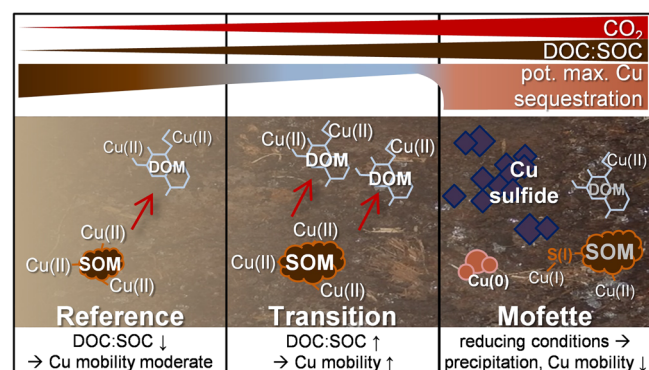 CO₂
DOC:SOC
pot. max. Cu
sequestration
Cu(II)
Cu(II)
DOM
Cu(II)
Cu(II)
SOM
Cu(II)
Reference
DOC:SOC ↓
→ Cu mobility moderate
Cu(II)
Cu(II)
DOM
DOM
Cu(II)
Cu(II)
SOM
Cu(II)
Transition
DOC:SOC ↑
→ Cu mobility ↑
Cu
sulfide
Cu(II)
DOM
S(I)
SOM
Cu(0)
Cu(I)
Cu(II)
Mofette
reducing conditions →
precipitation, Cu mobility ↓